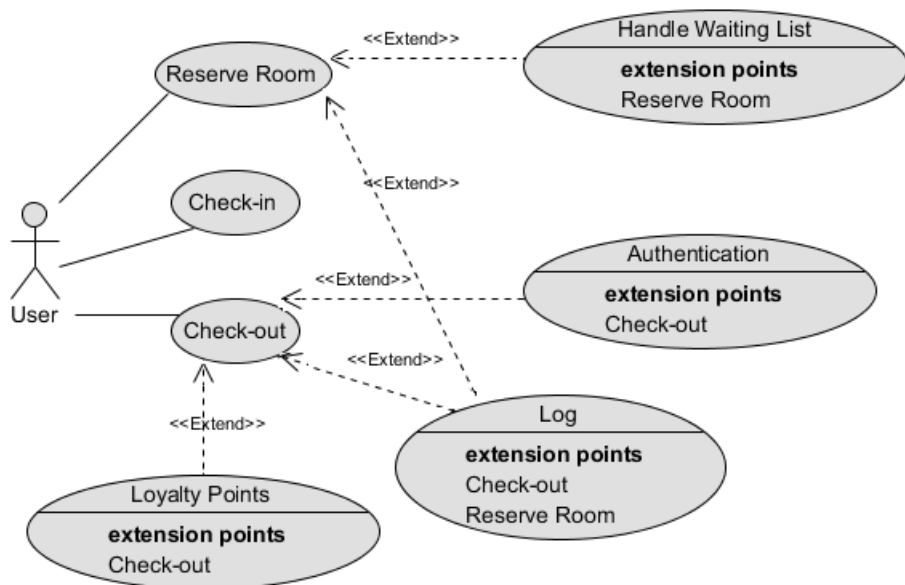 Handle Waiting List
<<Extend>>
Reserve Room
extension points
Reserve Room
<<Extend>>
Check-in
Authentication
<<Extend>>
extension points
User
Check-out
Check-out
<<Extend>>
<<Extend>>
Log
extension points
Check-out
Reserve Room
Loyalty Points
extension points
Check-out